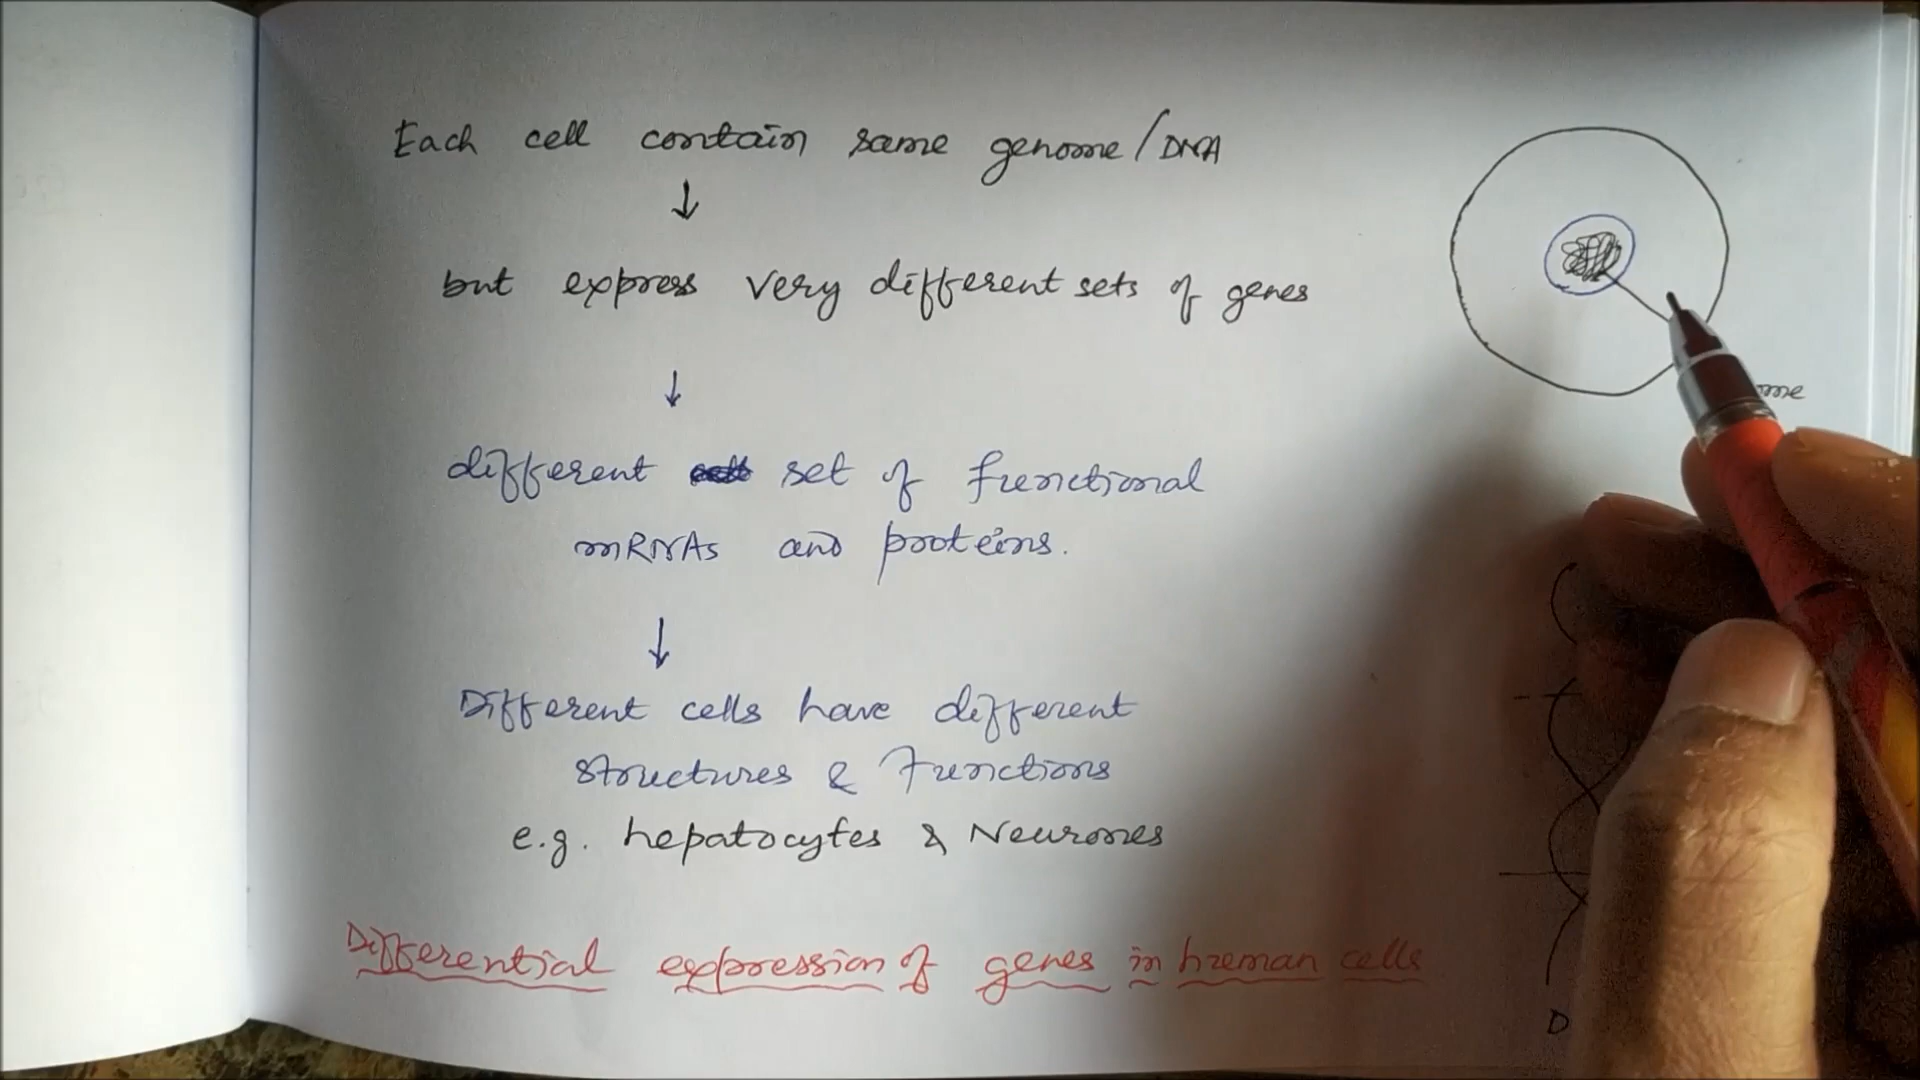 Each cell contain same genome/DNA
but express very different sets of genes
different set of functional
mRNAs and proteins.
Different cells have different
structures & Functions
e.g. hepatocytes & Neurones
Differential expression of genes in human cells
D